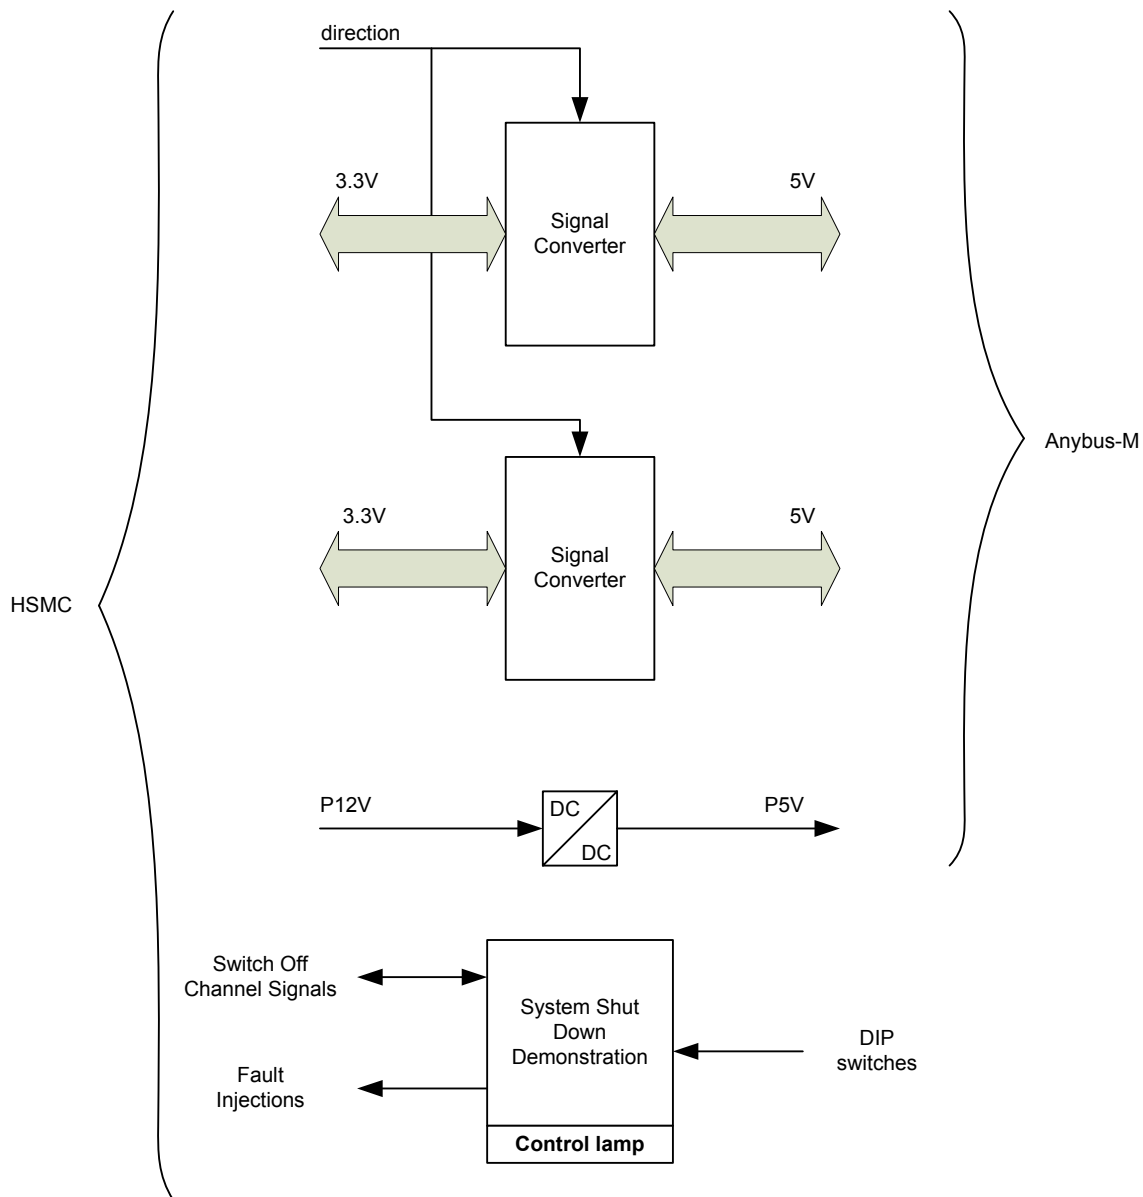 direction
3.3V
5V
Signal
Converter
Anybus-M
3.3V
5V
Signal
Converter
HSMC
P12V
DC
DC
P5V
Switch Off
Channel Signals
System Shut
Down
Demonstration
DIP
switches
Fault
Injections
Control lamp